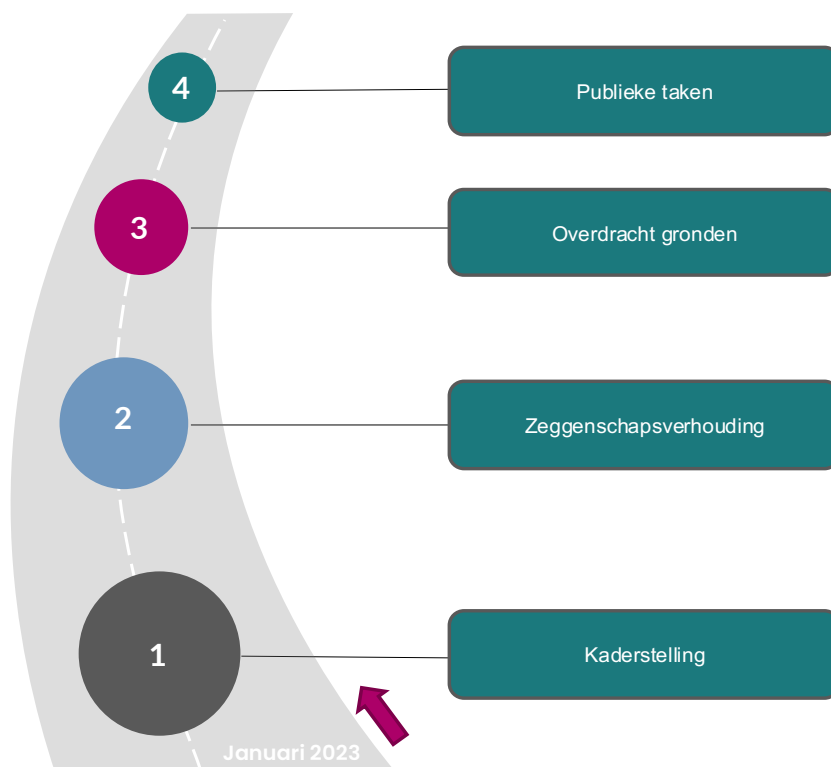 4
Publieke taken
3
Overdracht gronden
2
Zeggenschapsverhouding
1
Kaderstelling
Januari 2023